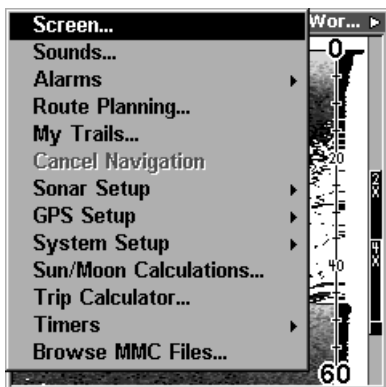 Screen...
Wor...
Sounds...
0
Alarms
Route Planning...
My Trails...
Cancel Navigation
20
Sonar Setup
GPS Setup
System Setup
Sun/Moon Calculations...
40
Trip Calculator...
Timers
Browse MMC Files...
60